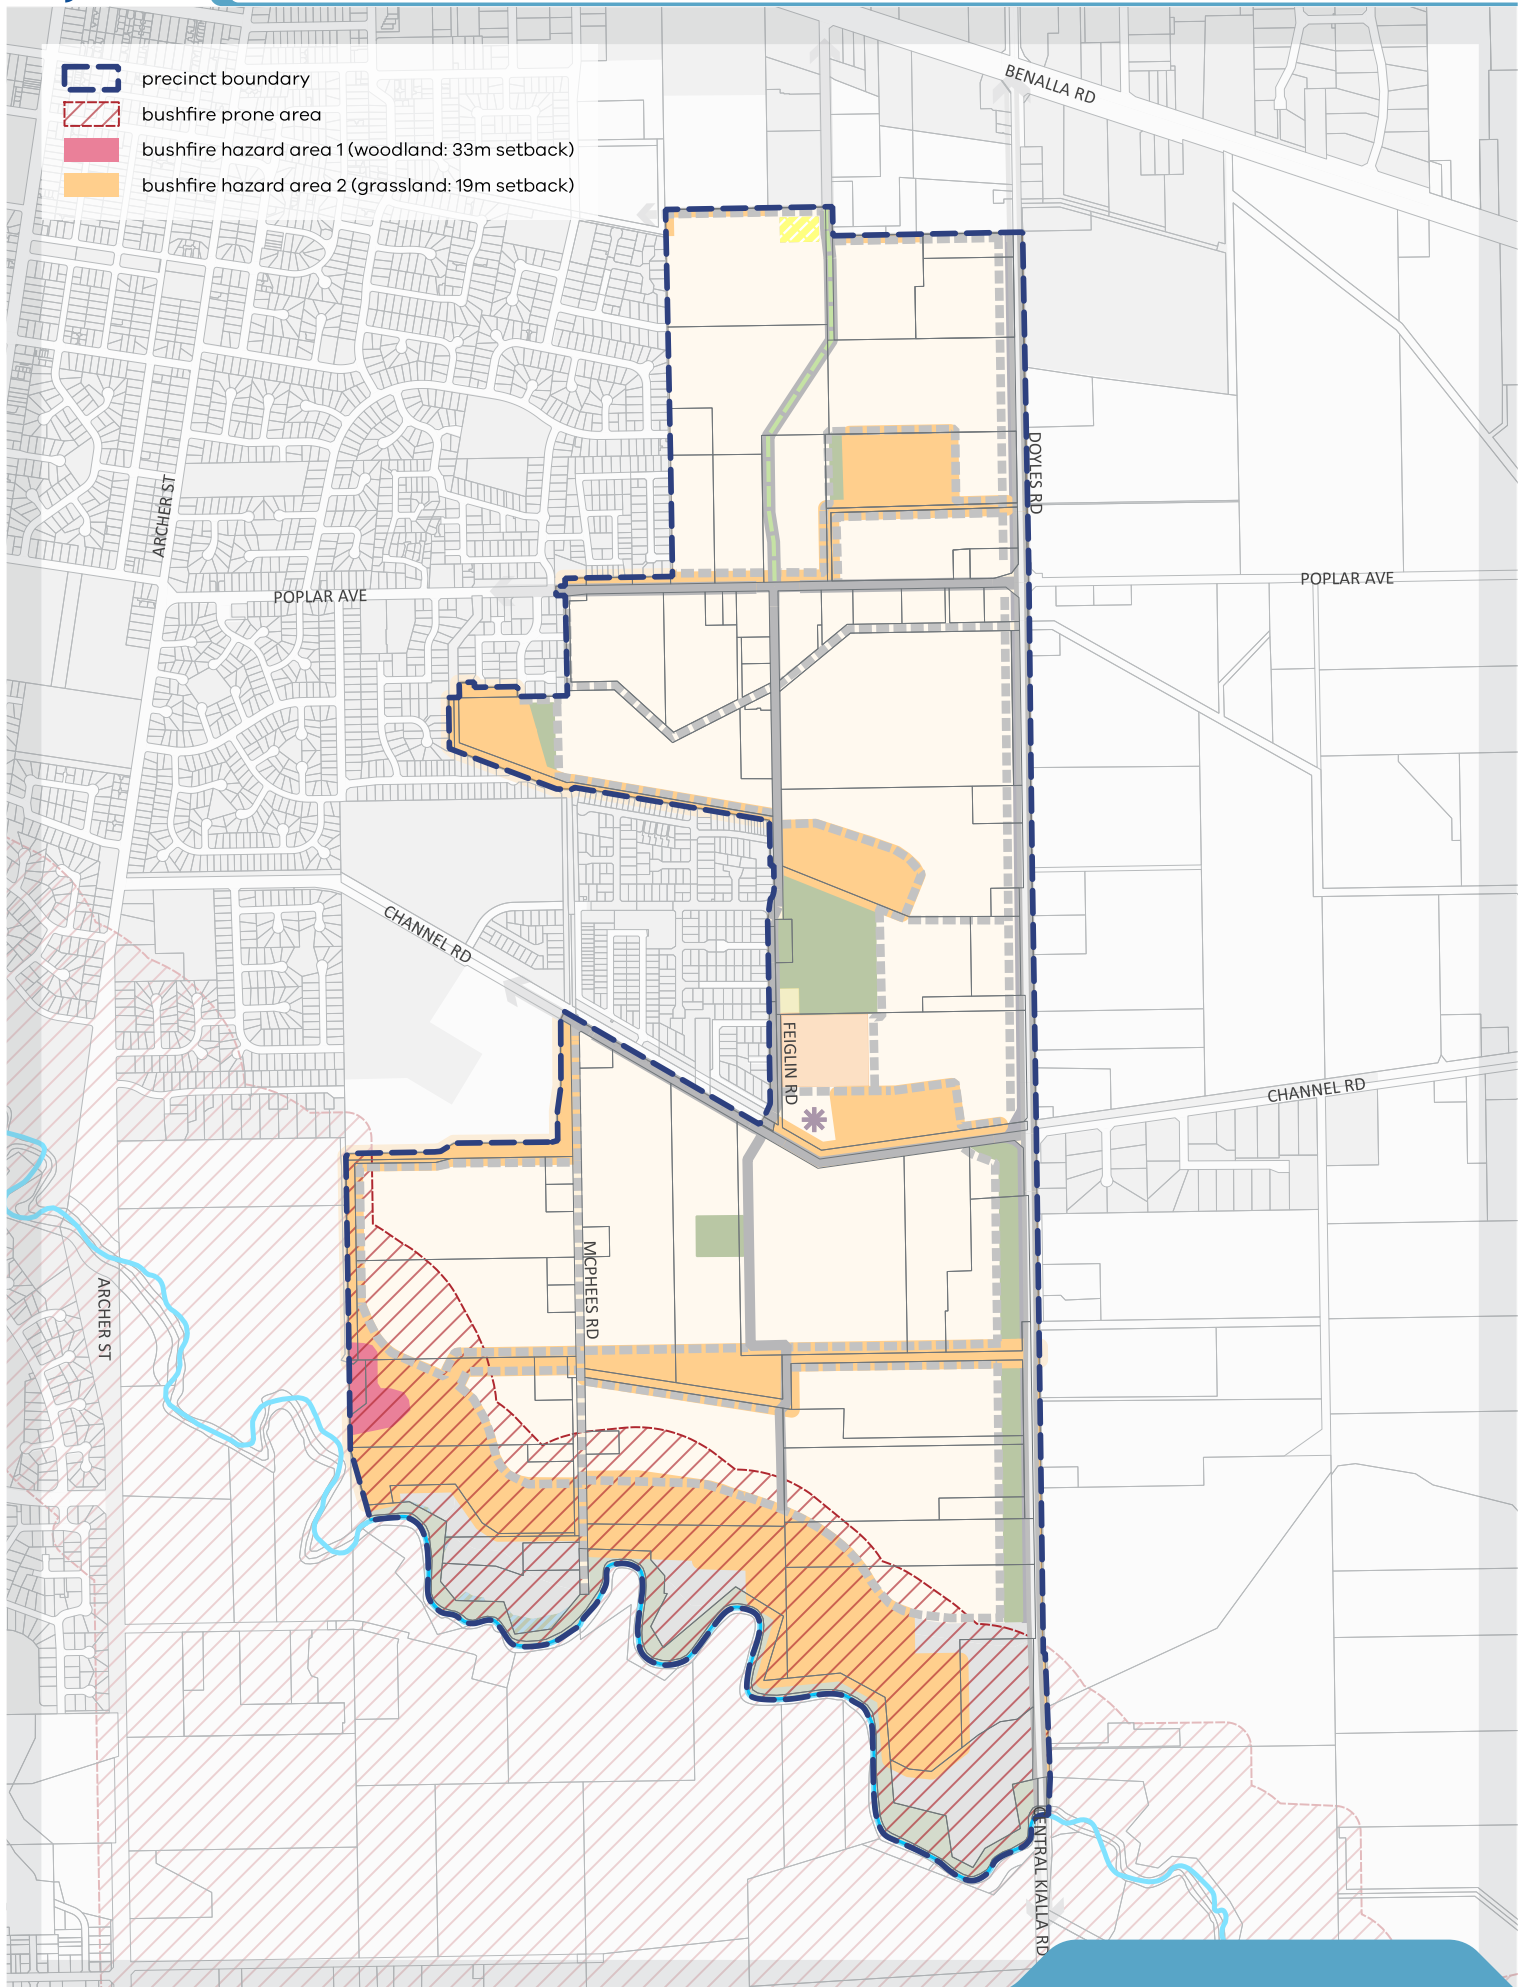 precinct boundary
bushfire prone area
bushfire hazard area 1 (woodland: 33m setback)
bushfire hazard area 2 (grassland: 19m setback)
BENALLA RD
DOYLES RD
ARCHER ST
POPLAR AVE
POPLAR AVE
CHANNEL RD
FEIGLIN RD
CHANNEL RD
MCPHEES RD
ARCHER ST
ENTRAL KIALLA RD